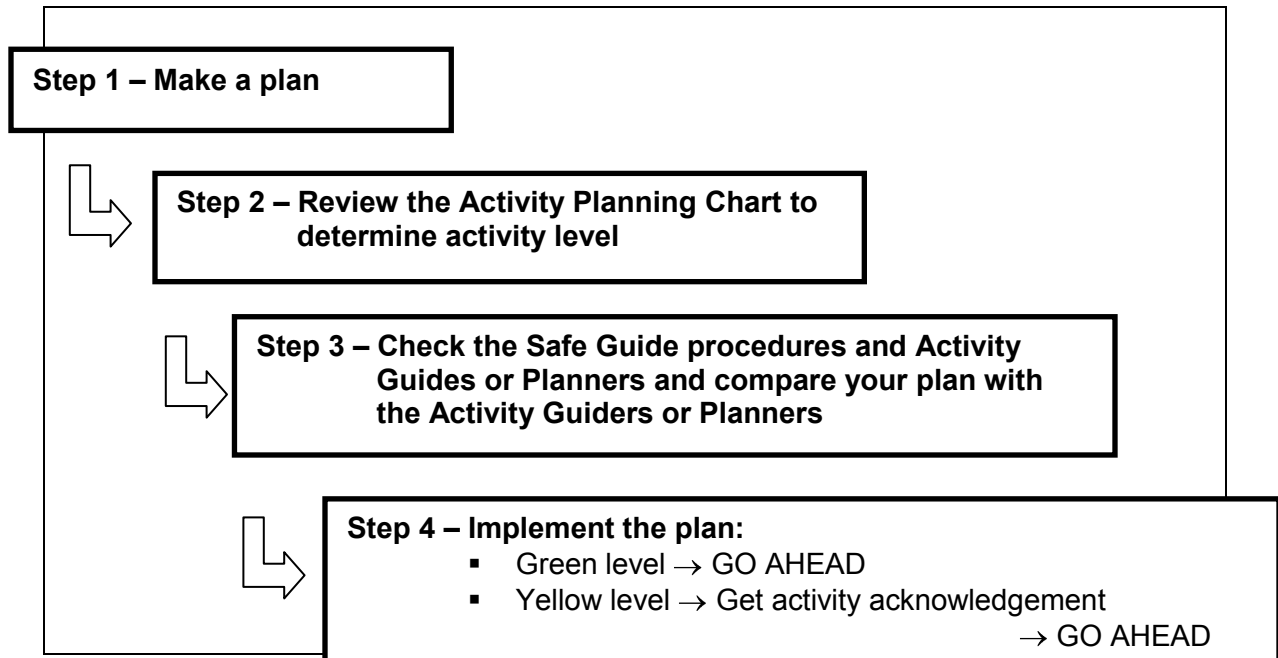 Step 1 – Make a plan
Step 2 – Review the Activity Planning Chart to
determine activity level
Step 3 – Check the Safe Guide procedures and Activity
Guides or Planners and compare your plan with
the Activity Guiders or Planners
Step 4 – Implement the plan:
▪ Green level → GO AHEAD
▪ Yellow level → Get activity acknowledgement
→ GO AHEAD